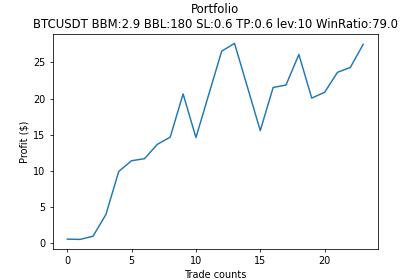 Portfolio
BTCUSDT BBM:2.9 BBL:180 SL:0.6 TP:0.6 lev:10 WinRatio:79.0
25
20
15
10
5
0
Profit ($)
0 5 10 15 20
Trade counts